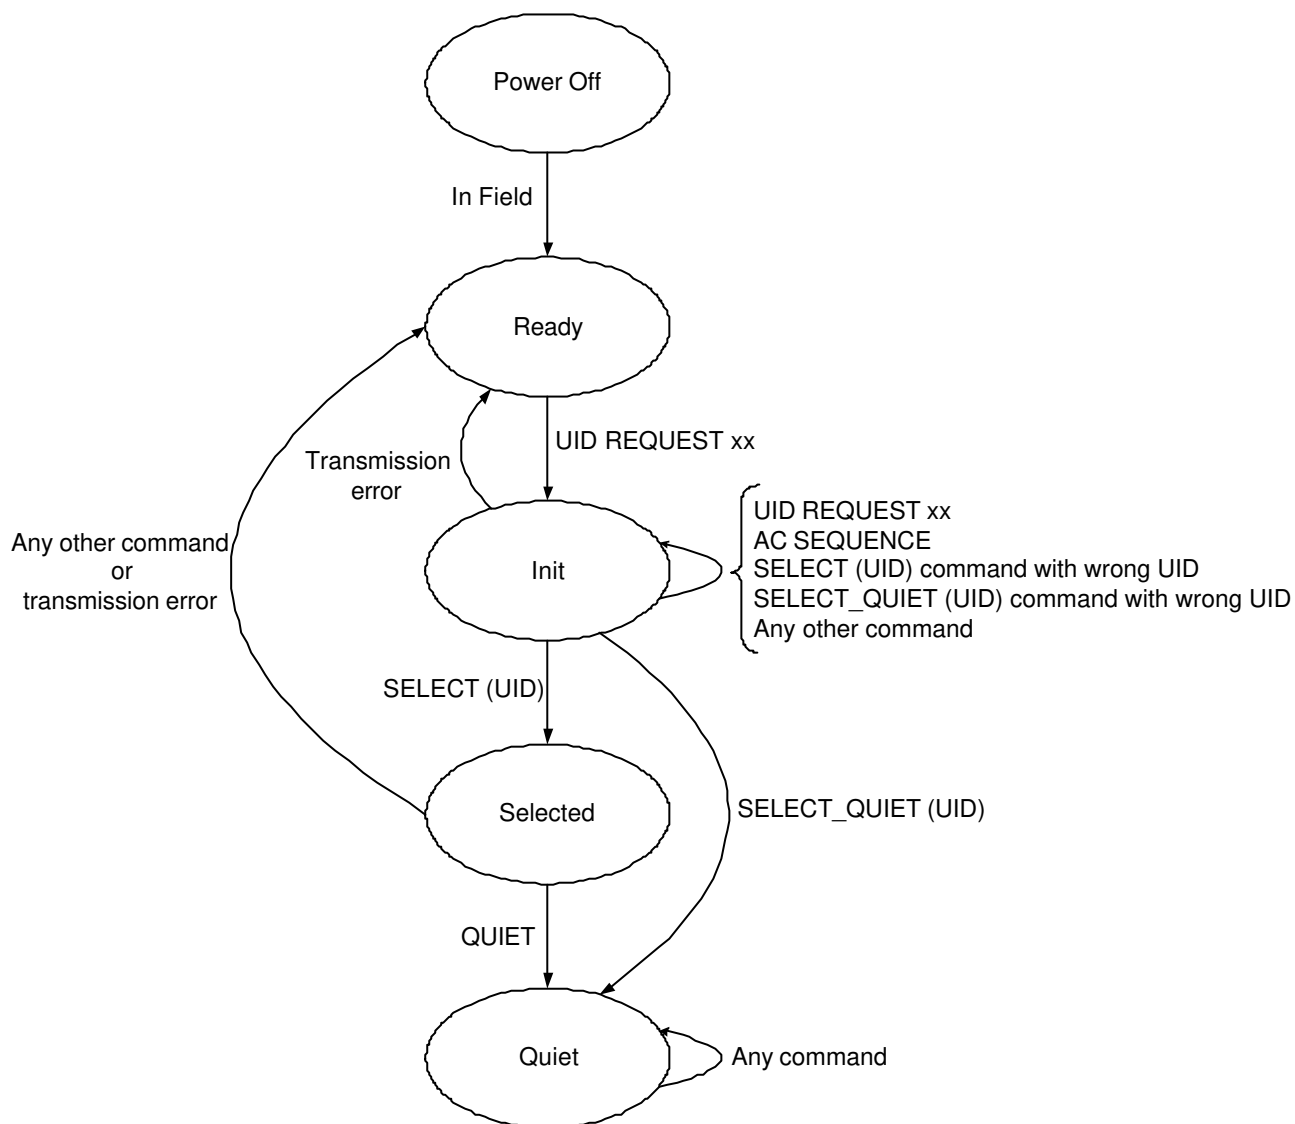 Power Off
In Field
Ready
UID REQUEST xx
Transmission
error
Any other command
or
transmission error
Init
UID REQUEST xx
AC SEQUENCE
SELECT (UID) command with wrong UID
SELECT_QUIET (UID) command with wrong UID
Any other command
SELECT (UID)
Selected
SELECT_QUIET (UID)
QUIET
Quiet
Any command